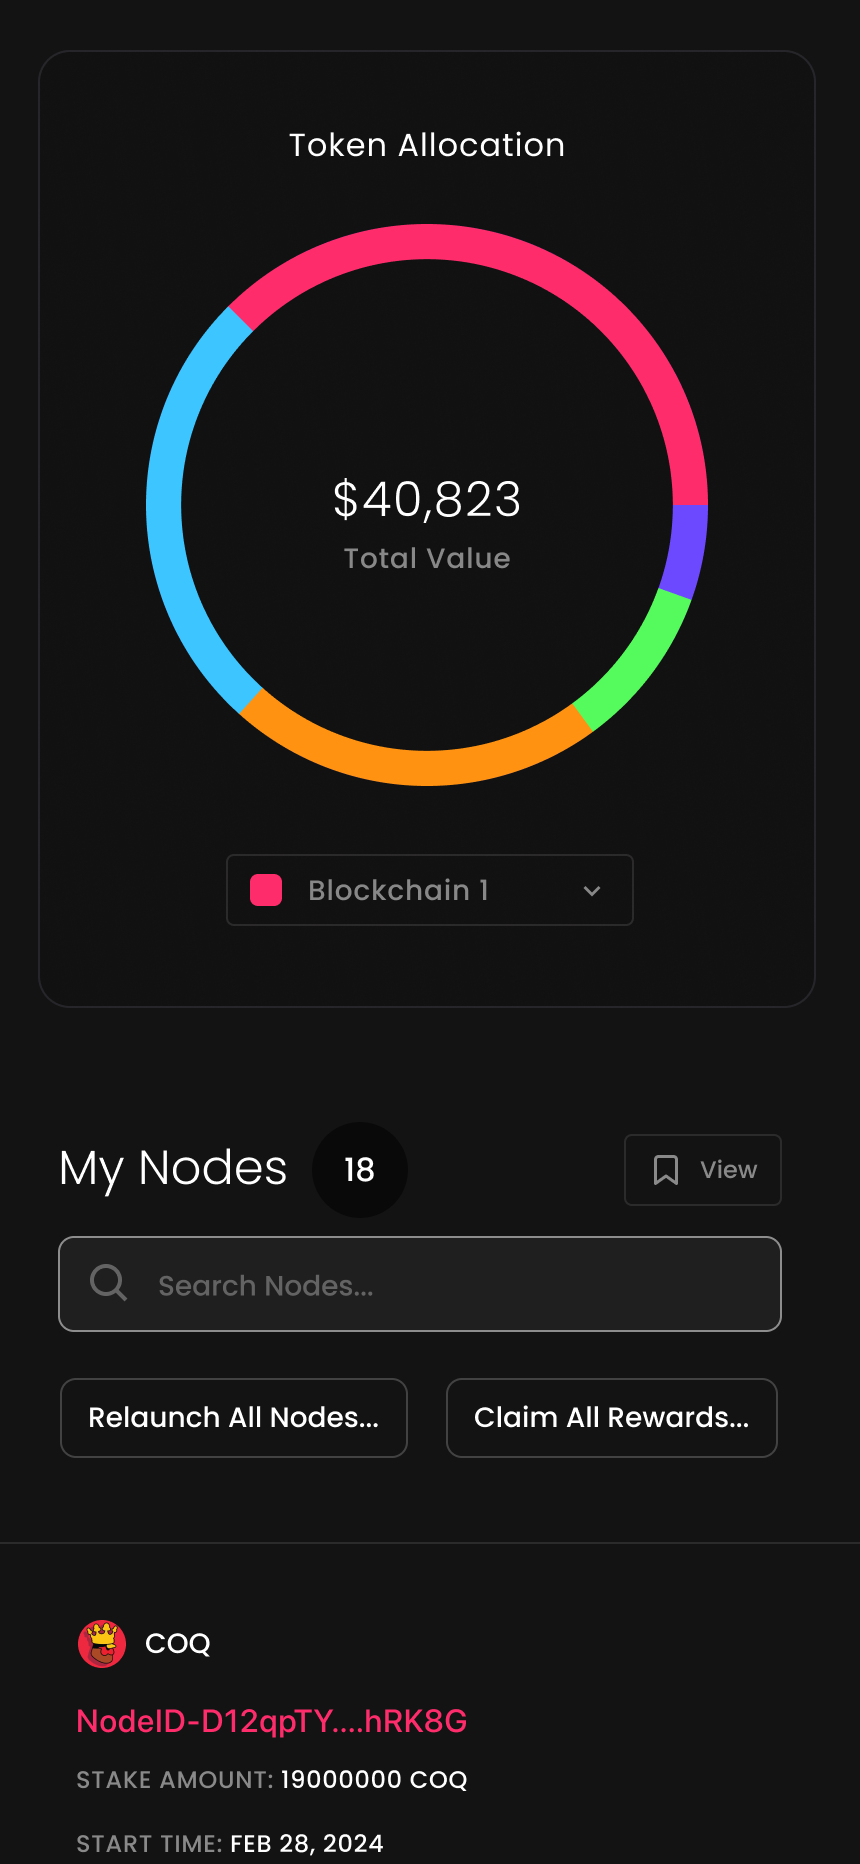 Token Allocation
$40,823
Total Value
Blockchain 1
My Nodes 18 View
Search Nodes...
Relaunch All Nodes... Claim All Rewards...
COQ
NodeID-D12qpTY....hRK8G
STAKE AMOUNT: 19000000 COQ
START TIME: FEB 28, 2024